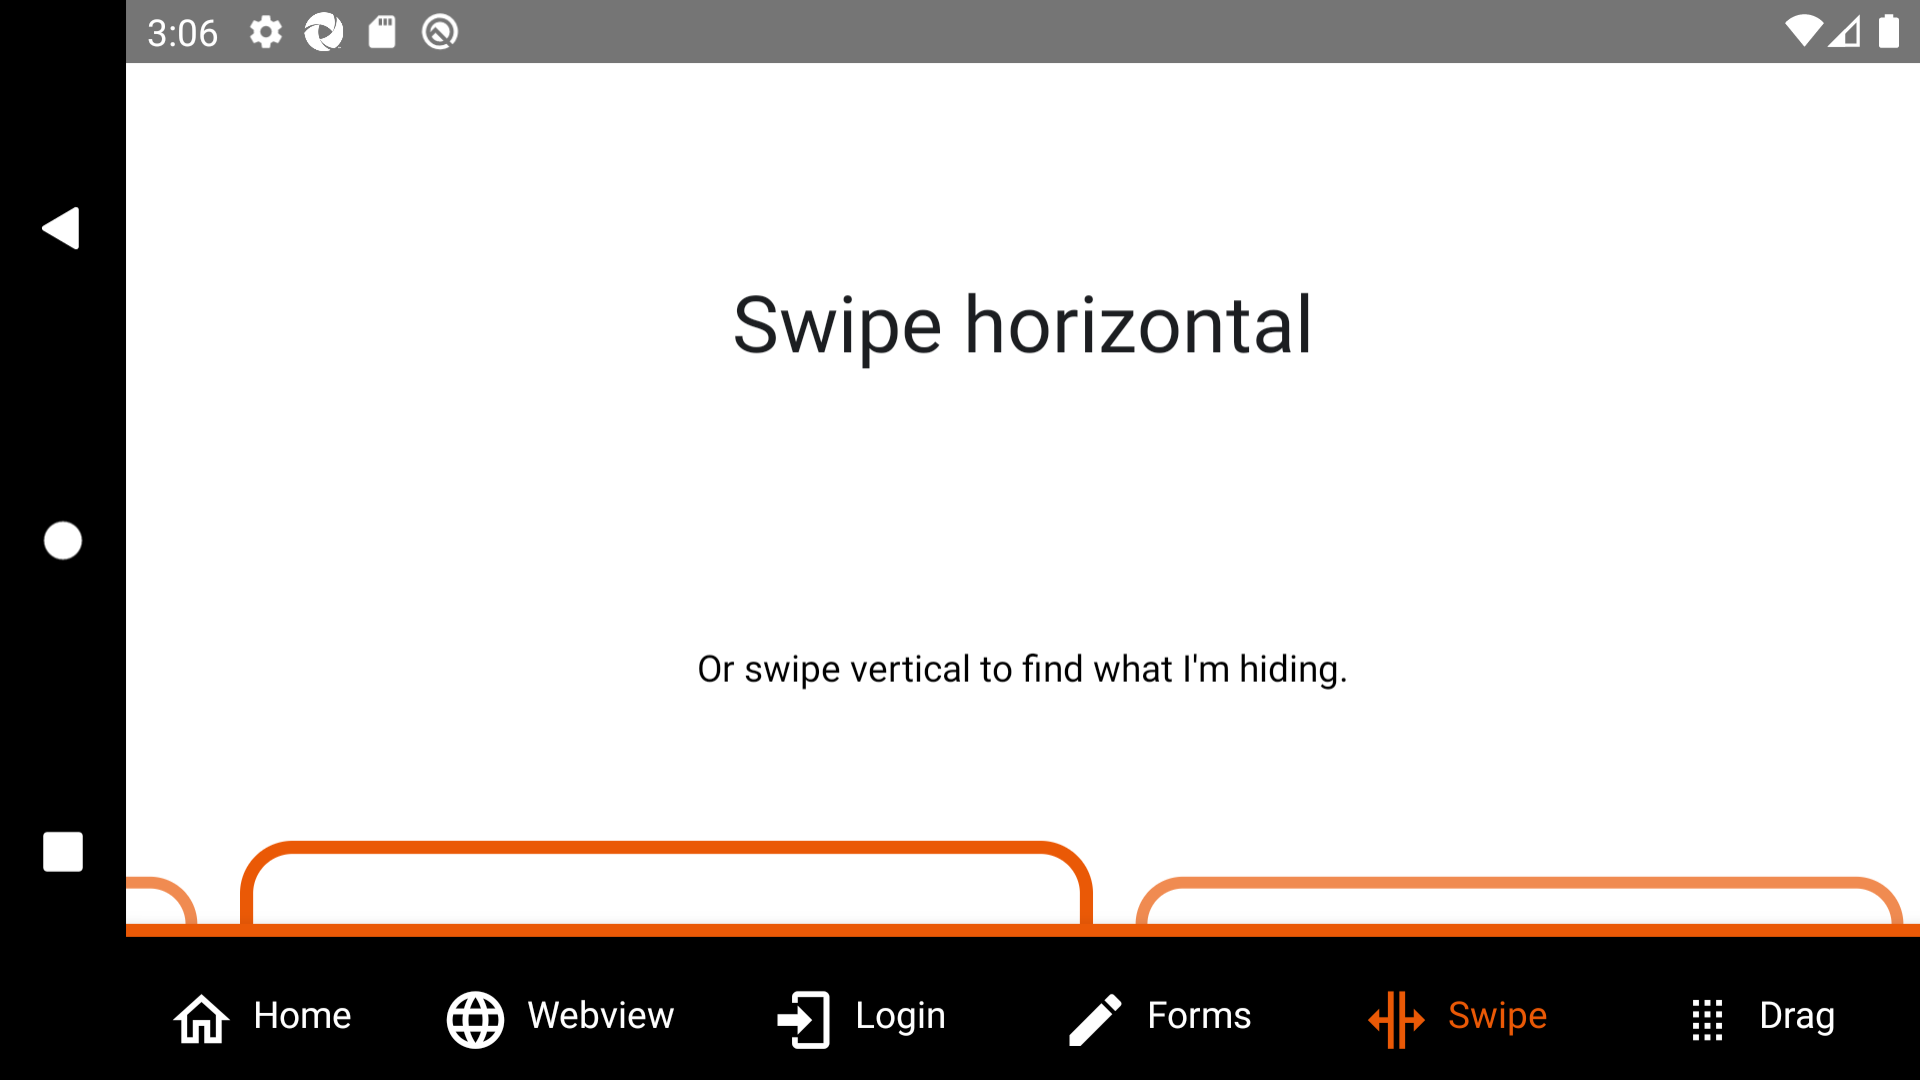 3:06
Swipe horizontal
Or swipe vertical to find what I'm hiding.
Home Webview Login Forms Swipe Drag